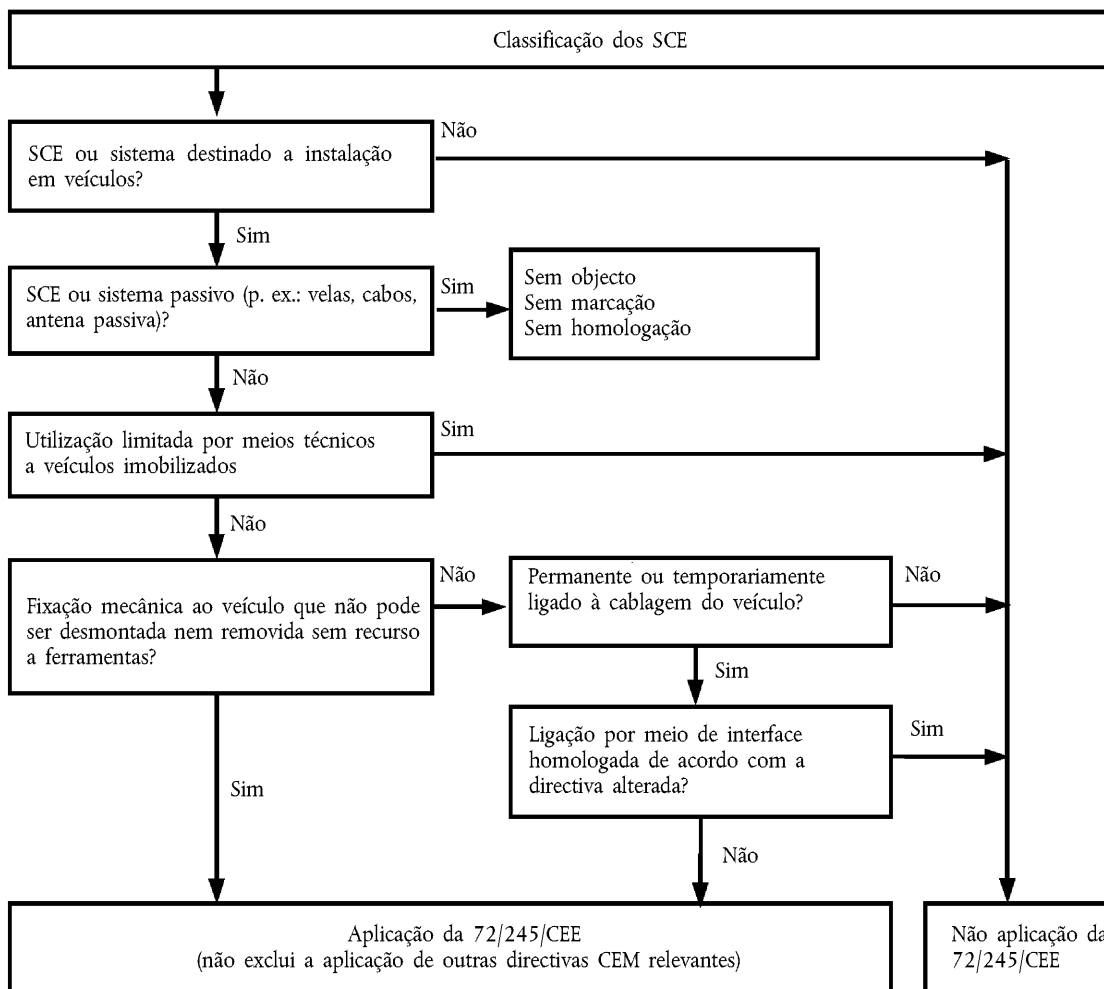 Classificação dos SCE
Não
SCE ou sistema destinado a instalação
em veículos?
Sim
SCE ou sistema passivo (p. ex.: velas, cabos,
antena passiva)?
Sim
Sem objecto
Sem marcação
Sem homologação
Não
Utilização limitada por meios técnicos
a veículos imobilizados
Sim
Não
Fixação mecânica ao veículo que não pode
ser desmontada nem removida sem recurso
a ferramentas?
Não
Permanente ou temporariamente
ligado à cablagem do veículo?
Não
Sim
Ligação por meio de interface
homologada de acordo com a
directiva alterada?
Sim
Sim
Não
Aplicação da 72/245/CEE
(não exclui a aplicação de outras directivas CEM relevantes)
Não aplicação da
72/245/CEE